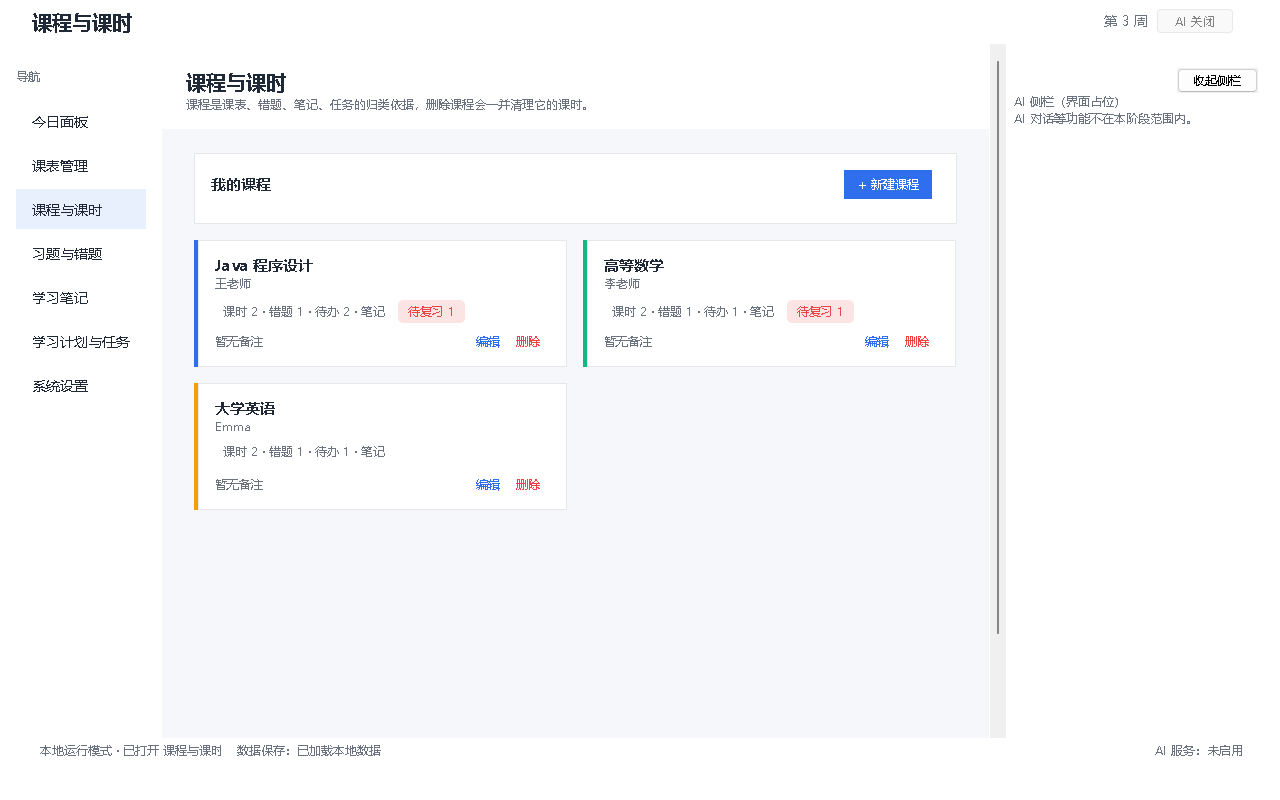 课程与课时
第 3 周
AI 关闭
导航
今日面板
课表管理
课程与课时
习题与错题
学习笔记
学习计划与任务
系统设置
课程与课时
课程是课表、错题、笔记、任务的归类依据，删除课程会一并清理它的课时。
我的课程
+ 新建课程
Java 程序设计
王老师
课时 2 · 错题 1 · 待办 2 · 笔记
待复习 1
暂无备注
编辑
删除
高等数学
李老师
课时 2 · 错题 1 · 待办 1 · 笔记
待复习 1
暂无备注
编辑
删除
大学英语
Emma
课时 2 · 错题 1 · 待办 1 · 笔记
暂无备注
编辑
删除
收起侧栏
AI 侧栏（界面占位）
AI 对话等功能不在本阶段范围内。
本地运行模式 · 已打开 课程与课时
数据保存：已加载本地数据
AI 服务：未启用